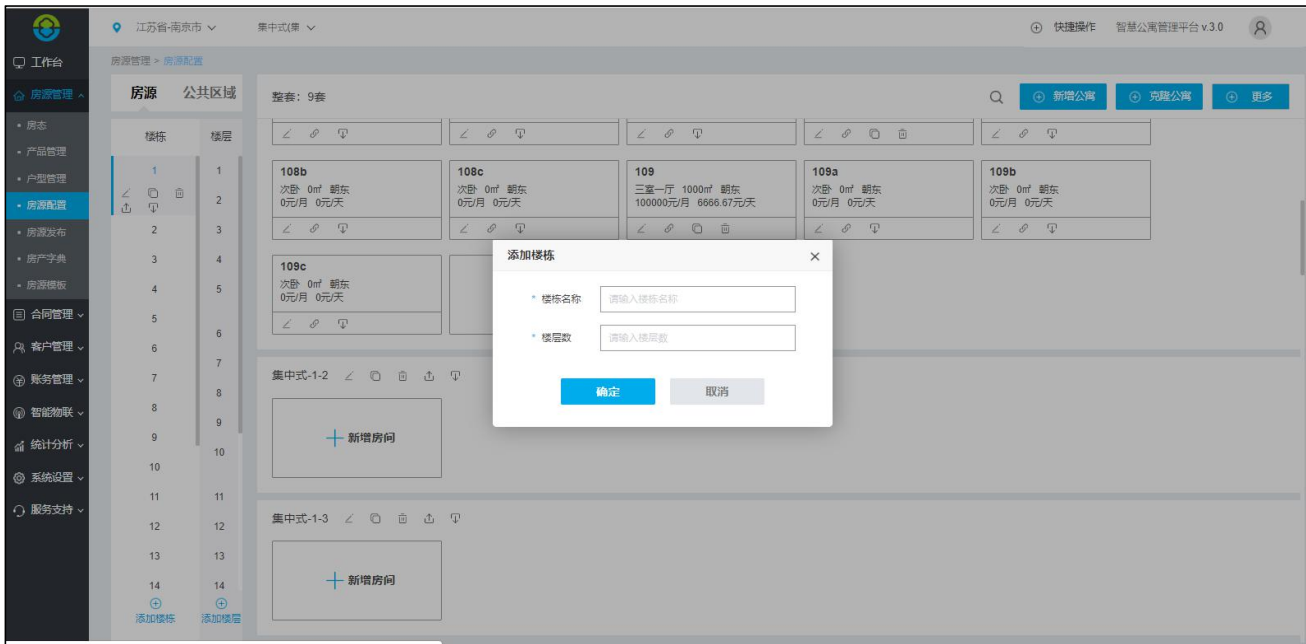 江苏省-南京市
集中式(集
快捷操作
智慧公寓管理平台 v.3.0
工作台
房源管理
• 房态
• 产品管理
• 户型管理
• 房源配置
• 房源发布
• 房产字典
• 房源模板
合同管理
客户管理
账务管理
智能物联
统计分析
系统设置
服务支持
房源管理 > 房源配置
房源
公共区域
楼栋
楼层
1
2
3
4
5
6
7
8
9
10
11
12
13
14
添加楼栋
1
2
3
4
5
6
7
8
9
10
11
12
13
14
添加楼层
整套：9套
新增公寓
克隆公寓
更多
108b
次卧 0㎡ 朝东
0元/月 0元/天
108c
次卧 0㎡ 朝东
0元/月 0元/天
109
三室一厅 1000㎡ 朝东
100000元/月 6666.67元/天
109a
次卧 0㎡ 朝东
0元/月 0元/天
109b
次卧 0㎡ 朝东
0元/月 0元/天
109c
次卧 0㎡ 朝东
0元/月 0元/天
添加楼栋
* 楼栋名称
请输入楼栋名称
* 楼层数
请输入楼层数
确定
取消
集中式-1-2
新增房间
集中式-1-3
新增房间